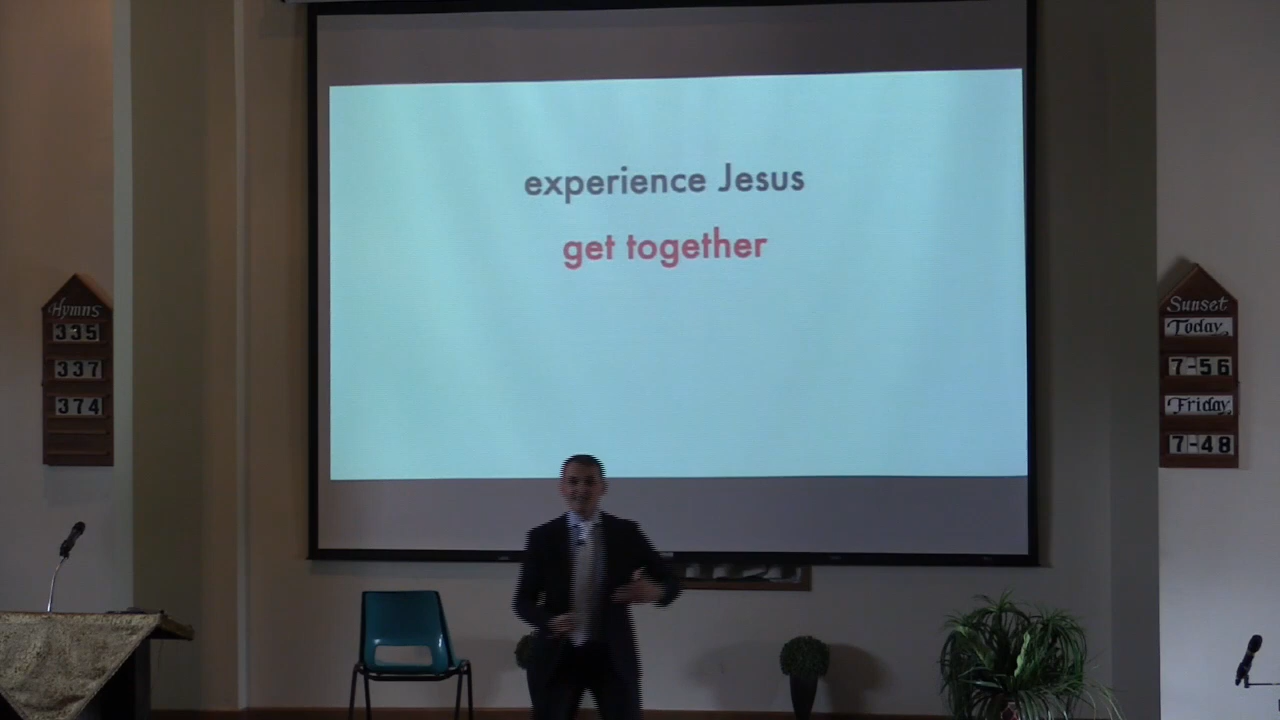 experience Jesus
get together
Hymns
335
337
374
Sunset
Today
7-56
Friday
7-48